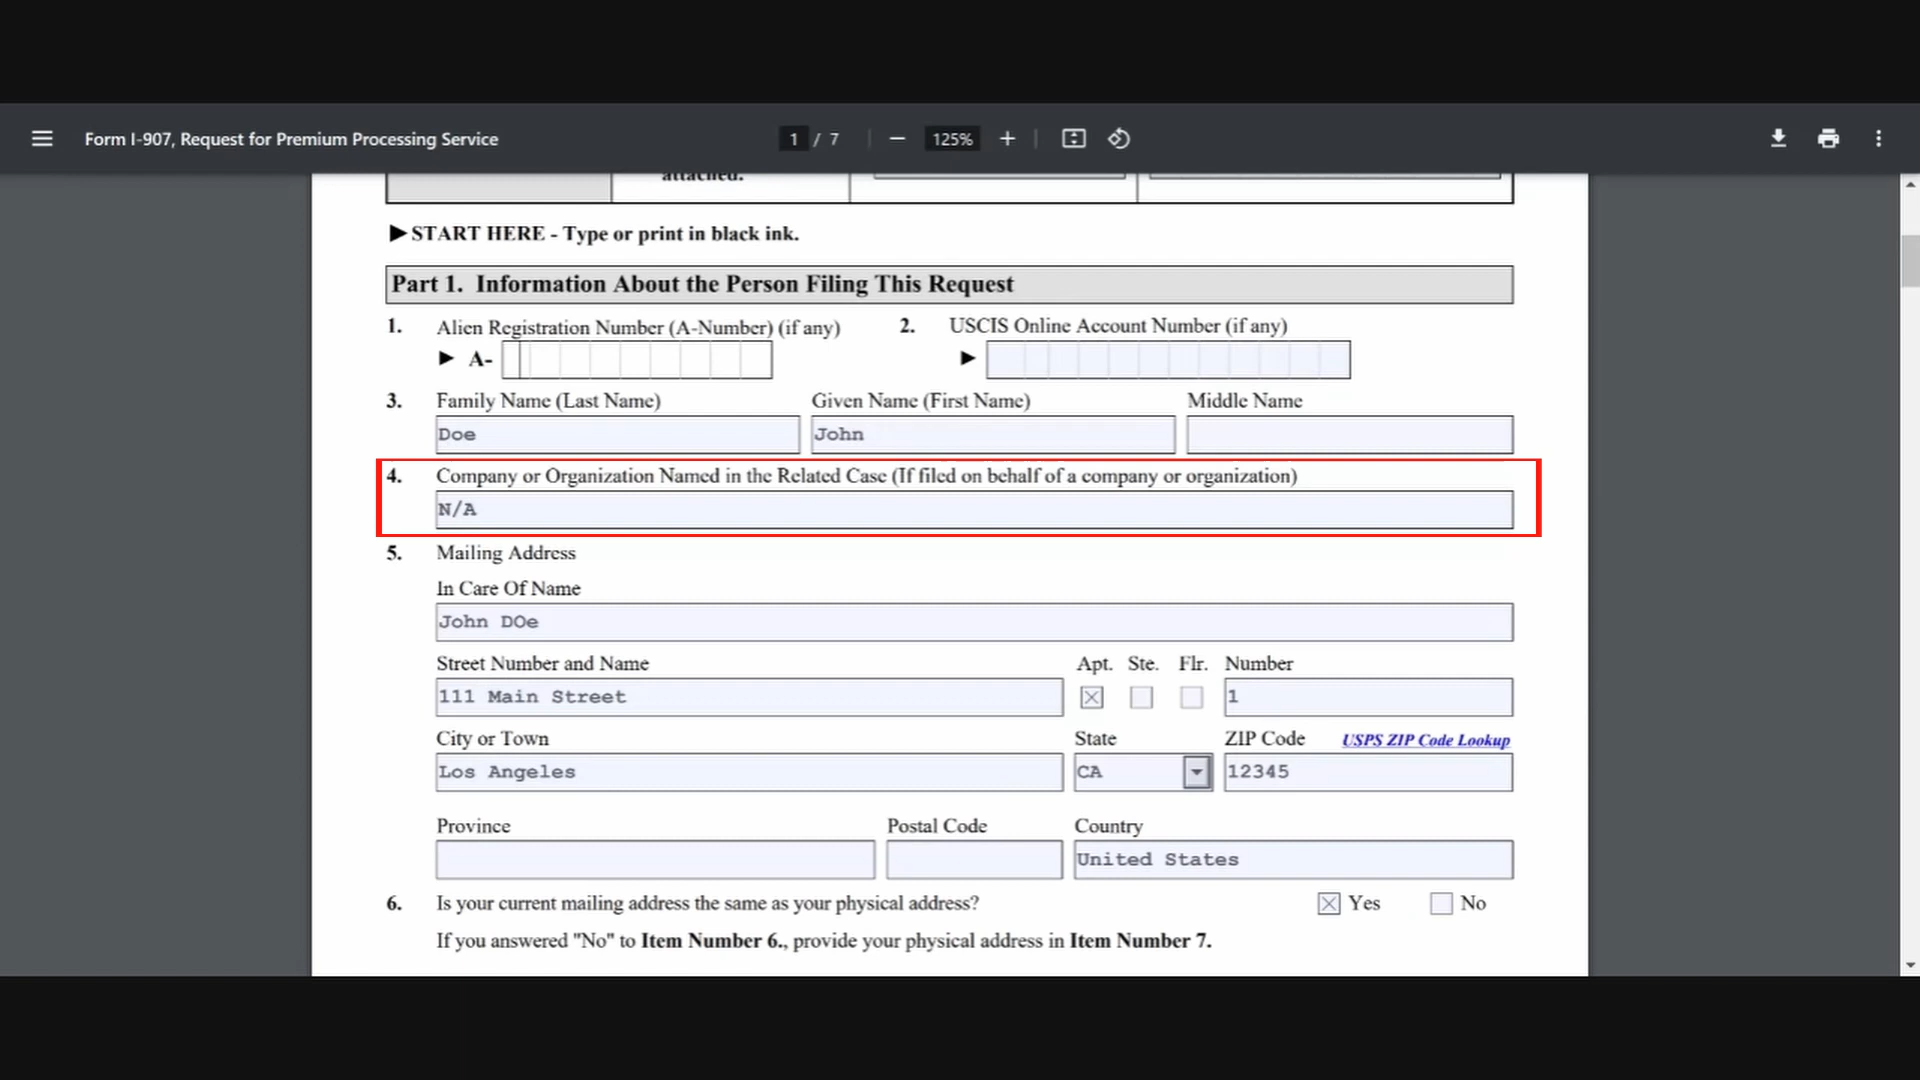 Form I-907, Request for Premium Processing Service
1 / 7
125%
attached.
START HERE - Type or print in black ink.
Part 1. Information About the Person Filing This Request
1. Alien Registration Number (A-Number) (if any)
A-
2. USCIS Online Account Number (if any)
3. Family Name (Last Name) Given Name (First Name) Middle Name
Doe John
4. Company or Organization Named in the Related Case (If filed on behalf of a company or organization)
N/A
5. Mailing Address
In Care Of Name
John DOe
Street Number and Name Apt. Ste. Flr. Number
111 Main Street 1
City or Town State ZIP Code USPS ZIP Code Lookup
Los Angeles CA 12345
Province Postal Code Country
United States
6. Is your current mailing address the same as your physical address? Yes No
If you answered "No" to Item Number 6., provide your physical address in Item Number 7.